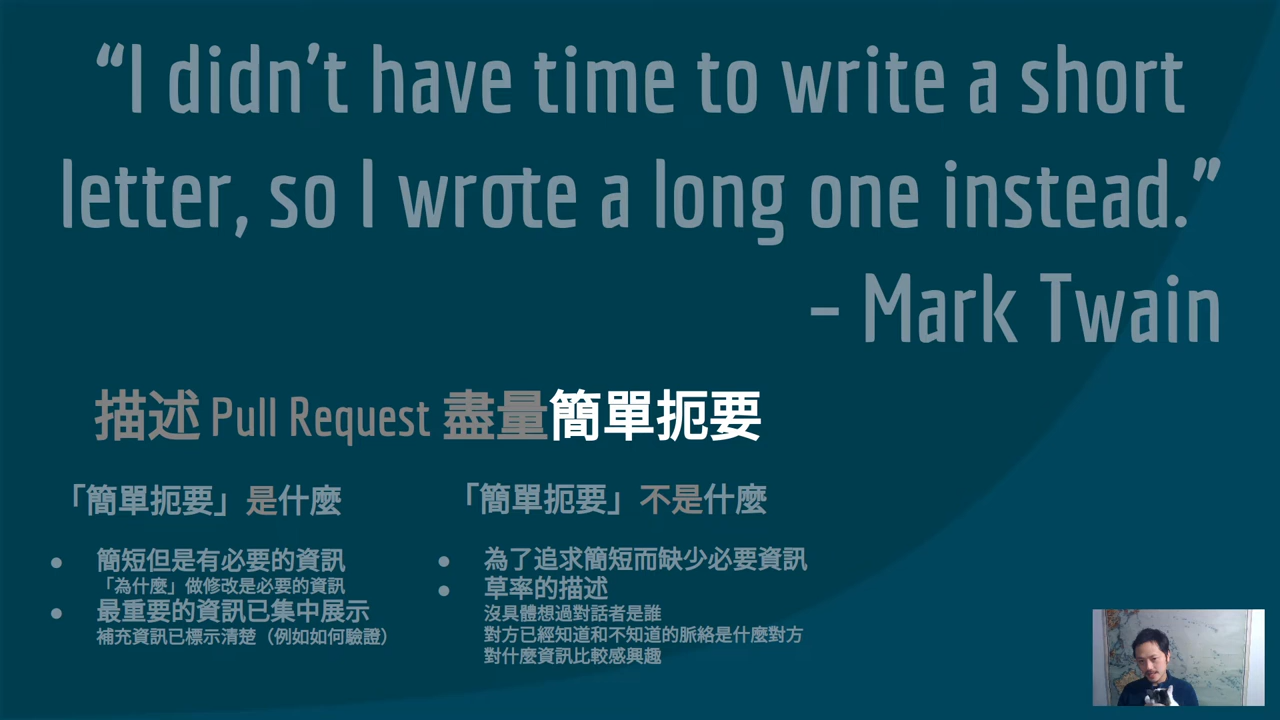 “I didn’t have time to write a short
letter, so I wrote a long one instead.”
– Mark Twain
描述 Pull Request 盡量簡單扼要
「簡單扼要」是什麼
● 簡短但是有必要的資訊
「為什麼」做修改是必要的資訊
● 最重要的資訊已集中展示
補充資訊已標示清楚（例如如何驗證）
「簡單扼要」不是什麼
● 為了追求簡短而缺少必要資訊
● 草率的描述
沒具體想過對話者是誰
對方已經知道和不知道的脈絡是什麼對方
對什麼資訊比較感興趣